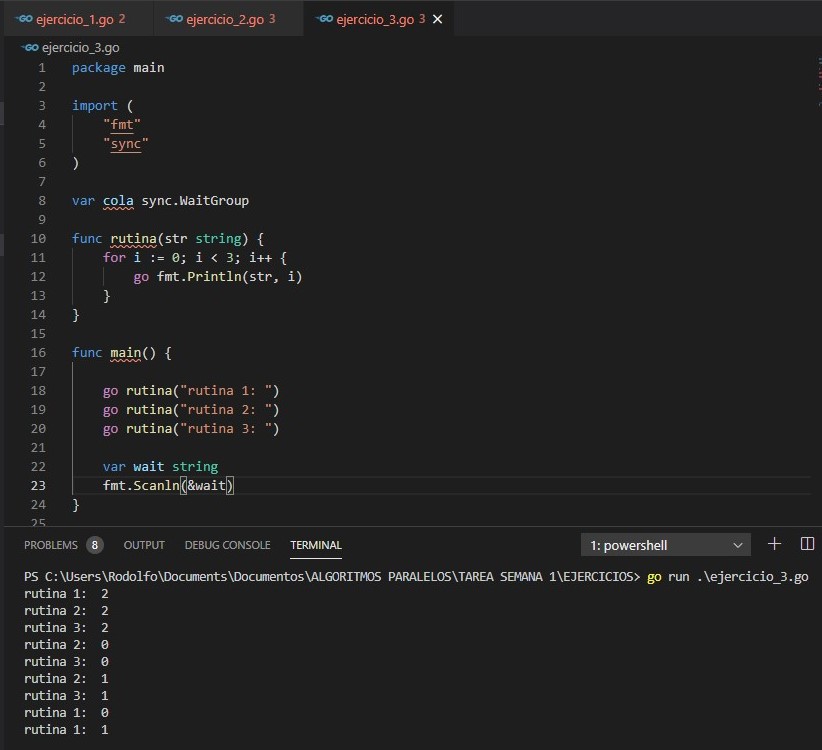 GO ejercicio_1.go 2 GO ejercicio_2.go 3 GO ejercicio_3.go 3 ×
GO ejercicio_3.go
1 package main
2
3 import (
4 "fmt"
5 "sync"
6 )
7
8 var cola sync.WaitGroup
9
10 func rutina(str string) {
11 for i := 0; i < 3; i++ {
12 go fmt.Println(str, i)
13 }
14 }
15
16 func main() {
17
18 go rutina("rutina 1: ")
19 go rutina("rutina 2: ")
20 go rutina("rutina 3: ")
21
22 var wait string
23 fmt.Scanln(&wait)
24 }
25
PROBLEMS 8 OUTPUT DEBUG CONSOLE TERMINAL 1: powershell
PS C:\Users\Rodolfo\Documents\Documentos\ALGORITMOS PARALELOS\TAREA SEMANA 1\EJERCICIOS> go run .\ejercicio_3.go
rutina 1:  2
rutina 2:  2
rutina 3:  2
rutina 2:  0
rutina 3:  0
rutina 2:  1
rutina 3:  1
rutina 1:  0
rutina 1:  1